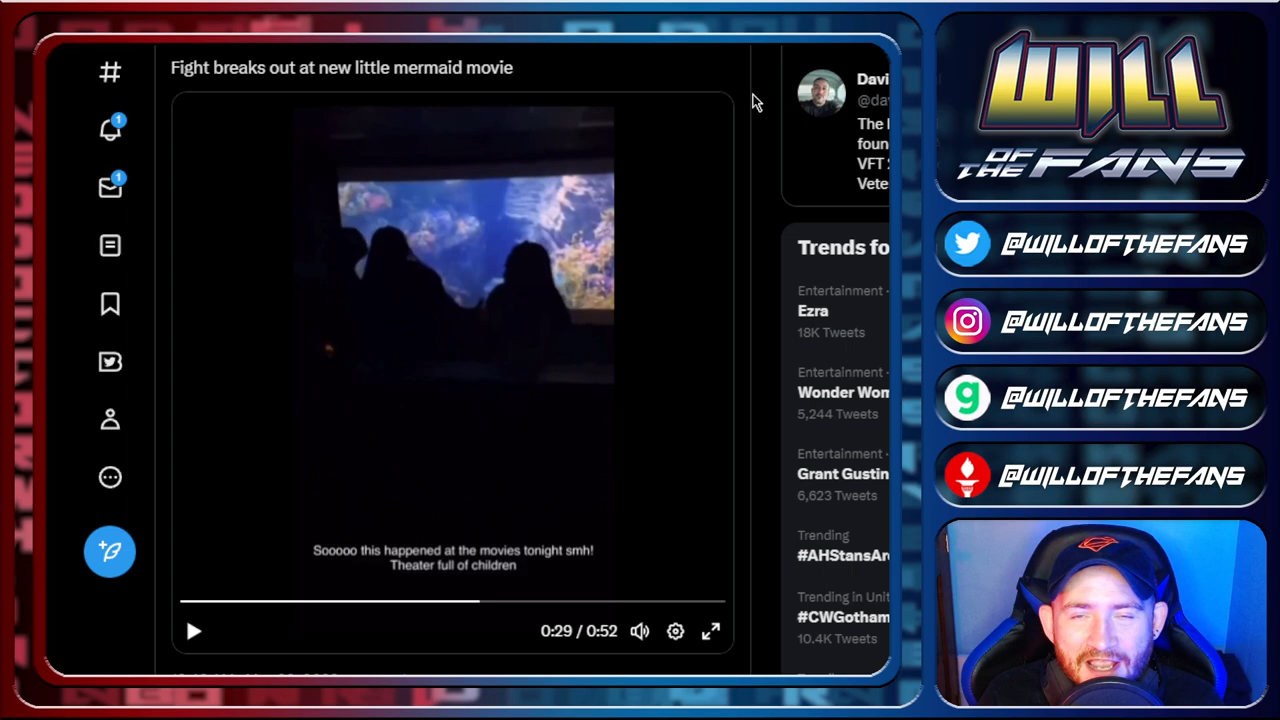 Fight breaks out at new little mermaid movie
1
1
Sooooo this happened at the movies tonight smh!
Theater full of children
0:29 / 0:52
Davi
@da
The
foun
VFT
Vete
Trends fo
Entertainment ·
Ezra
18K Tweets
Entertainment ·
Wonder Wom
5,244 Tweets
Entertainment ·
Grant Gustin
6,623 Tweets
Trending
#AHStansAr
Trending in Unit
#CWGotham
10.4K Tweets
WILL
OF THE FANS
@WILLOFTHEFANS
@WILLOFTHEFANS
@WILLOFTHEFANS
@WILLOFTHEFANS